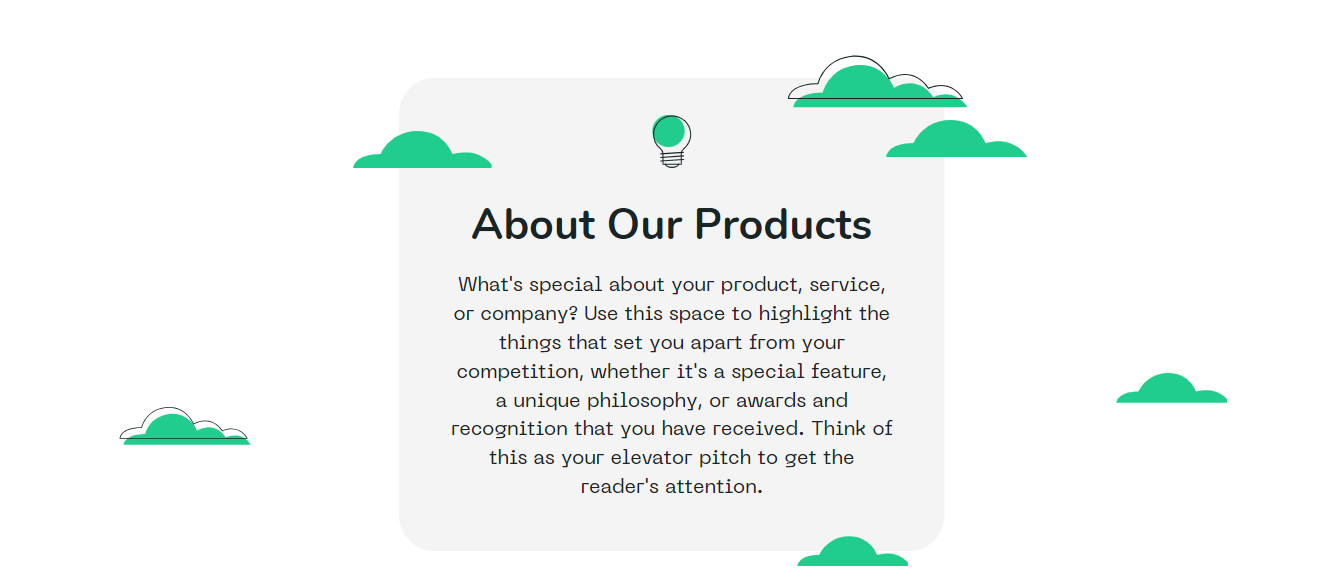 About Our Products
What's special about your product, service,
or company? Use this space to highlight the
things that set you apart from your
competition, whether it's a special feature,
a unique philosophy, or awards and
recognition that you have received. Think of
this as your elevator pitch to get the
reader's attention.